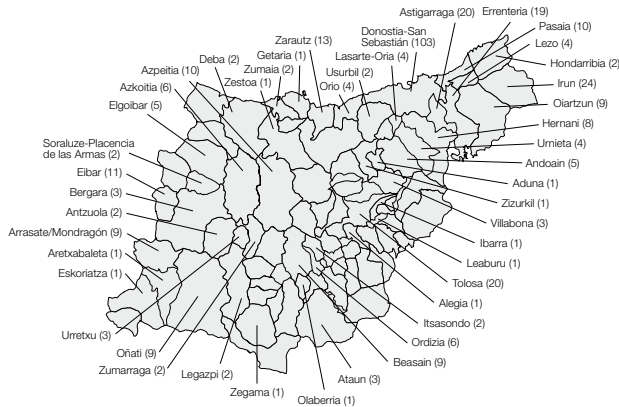 Astigarraga (20)
Errenteria (19)
Pasaia (10)
Lezo (4)
Hondarribia (2)
Irun (24)
Oiartzun (9)
Hernani (8)
Urnieta (4)
Andoain (5)
Aduna (1)
Zizurkil (1)
Villabona (3)
Ibarra (1)
Leaburu (1)
Tolosa (20)
Alegia (1)
Itsasondo (2)
Ordizia (6)
Beasain (9)
Ataun (3)
Olaberria (1)
Zegama (1)
Legazpi (2)
Zumarraga (2)
Oñati (9)
Urretxu (3)
Eskoriatza (1)
Aretxabaleta (1)
Arrasate/Mondragón (9)
Antzuola (2)
Bergara (3)
Eibar (11)
Soraluze-Placencia
de las Armas (2)
Elgoibar (5)
Azkoitia (6)
Azpeitia (10)
Deba (2)
Zestoa (1)
Zumaia (2)
Getaria (1)
Zarautz (13)
Orio (4)
Usurbil (2)
Lasarte-Oria (4)
Donostia-San
Sebastián (103)